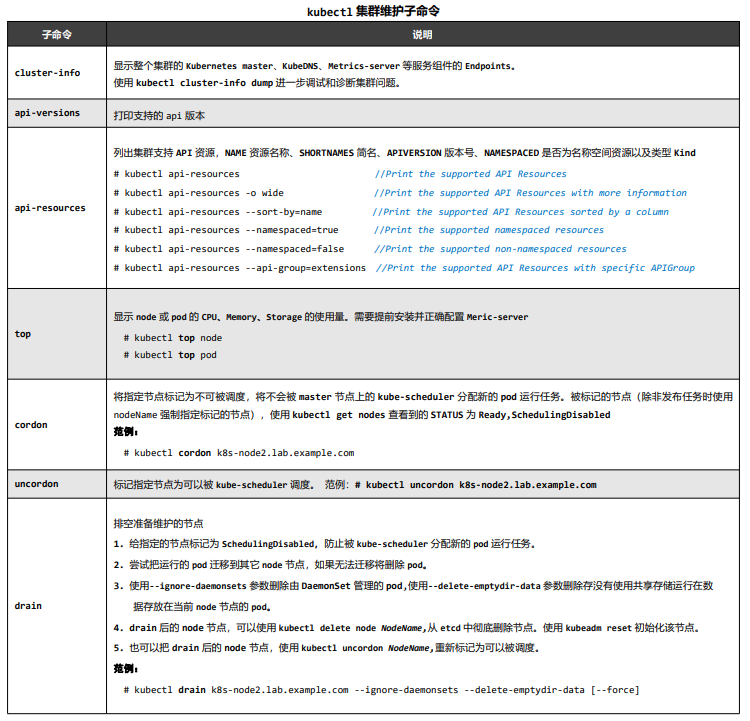 kubectl 集群维护子命令
子命令 说明
cluster-info
显示整个集群的 Kubernetes master、KubeDNS、Metrics-server 等服务组件的 Endpoints。
使用 kubectl cluster-info dump 进一步调试和诊断集群问题。
api-versions 打印支持的 api 版本
api-resources
列出集群支持 API 资源，NAME 资源名称、SHORTNAMES 简名、APIVERSION 版本号、NAMESPACED 是否为名称空间资源以及类型 Kind
# kubectl api-resources //Print the supported API Resources
# kubectl api-resources -o wide //Print the supported API Resources with more information
# kubectl api-resources --sort-by=name //Print the supported API Resources sorted by a column
# kubectl api-resources --namespaced=true //Print the supported namespaced resources
# kubectl api-resources --namespaced=false //Print the supported non-namespaced resources
# kubectl api-resources --api-group=extensions //Print the supported API Resources with specific APIGroup
top
显示 node 或 pod 的 CPU、Memory、Storage 的使用量。需要提前安装并正确配置 Meric-server
# kubectl top node
# kubectl top pod
cordon
将指定节点标记为不可被调度，将不会被 master 节点上的 kube-scheduler 分配新的 pod 运行任务。被标记的节点（除非发布任务时使用
nodeName 强制指定标记的节点），使用 kubectl get nodes 查看到的 STATUS 为 Ready,SchedulingDisabled
范例：
# kubectl cordon k8s-node2.lab.example.com
uncordon 标记指定节点为可以被 kube-scheduler 调度。 范例：# kubectl uncordon k8s-node2.lab.example.com
drain
排空准备维护的节点
1. 给指定的节点标记为 SchedulingDisabled，防止被 kube-scheduler 分配新的 pod 运行任务。
2. 尝试把运行的 pod 迁移到其它 node 节点，如果无法迁移将删除 pod。
3. 使用--ignore-daemonsets 参数删除由 DaemonSet 管理的 pod,使用--delete-emptydir-data 参数删除存没有使用共享存储运行在数
据存放在当前 node 节点的 pod。
4. drain 后的 node 节点，可以使用 kubectl delete node NodeName,从 etcd 中彻底删除节点。使用 kubeadm reset 初始化该节点。
5. 也可以把 drain 后的 node 节点，使用 kubectl uncordon NodeName,重新标记为可以被调度。
范例：
# kubectl drain k8s-node2.lab.example.com --ignore-daemonsets --delete-emptydir-data [--force]